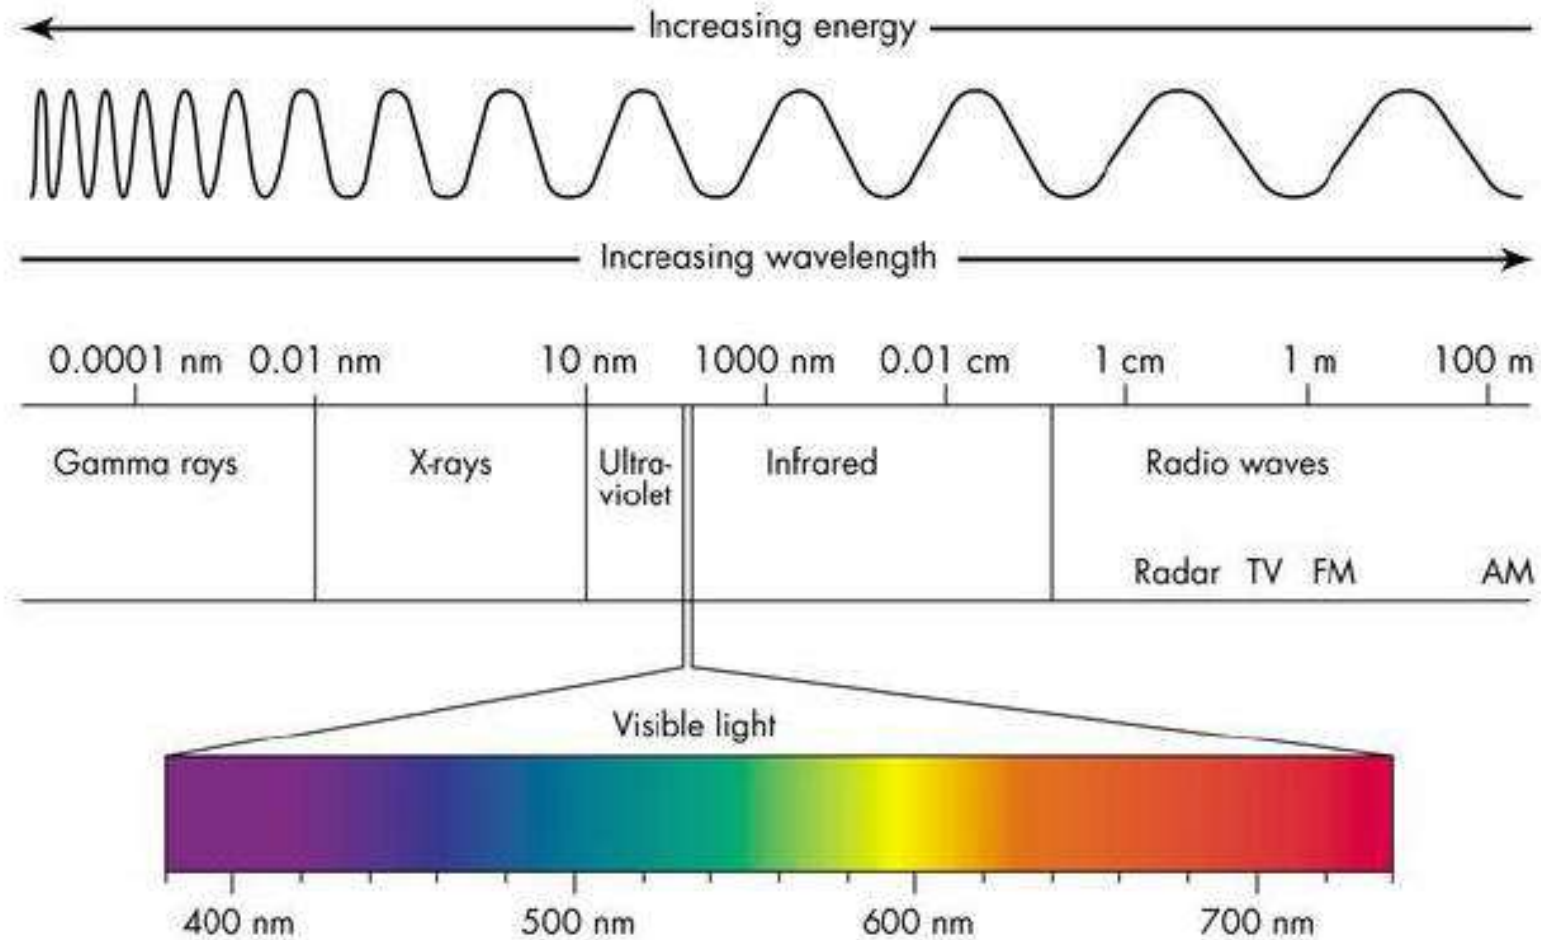 Increasing energy
Increasing wavelength
0.0001 nm 0.01 nm 10 nm 1000 nm 0.01 cm 1 cm 1 m 100 m
Gamma rays X-rays Ultra- Infrared Radio waves
violet
Radar TV FM AM
Visible light
400 nm 500 nm 600 nm 700 nm